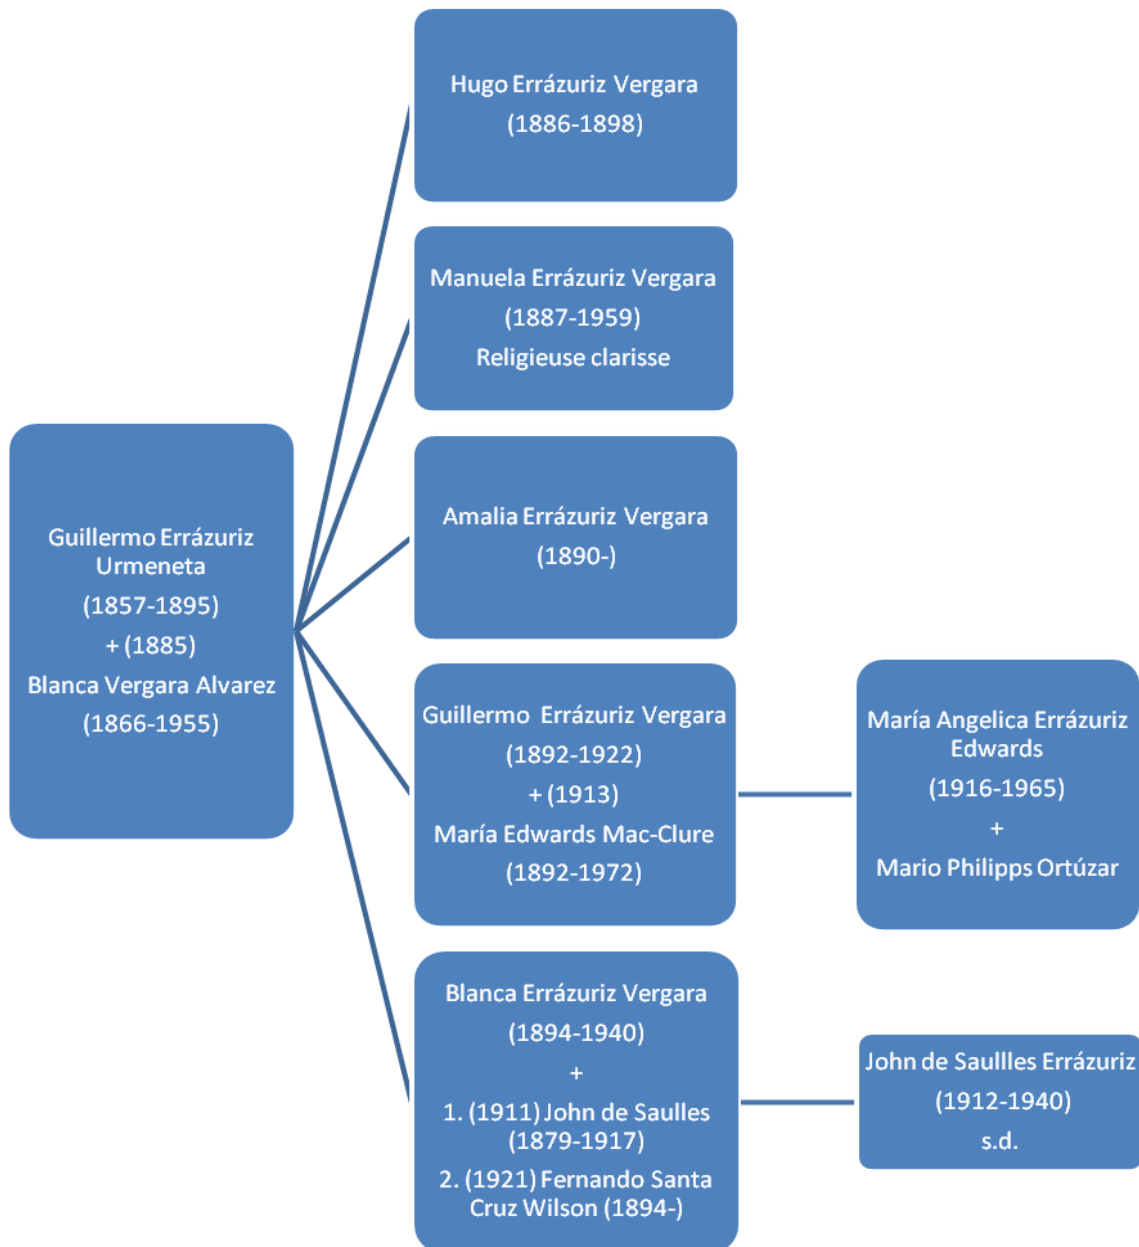 Hugo Errázuriz Vergara
(1886-1898)
Manuela Errázuriz Vergara
(1887-1959)
Religieuse clarisse
Amalia Errázuriz Vergara
(1890-)
Guillermo Errázuriz
Urmeneta
(1857-1895)
+ (1885)
Blanca Vergara Alvarez
(1866-1955)
Guillermo Errázuriz Vergara
(1892-1922)
+ (1913)
María Edwards Mac-Clure
(1892-1972)
María Angelica Errázuriz
Edwards
(1916-1965)
+
Mario Philipps Ortúzar
Blanca Errázuriz Vergara
(1894-1940)
+
1. (1911) John de Saulles
(1879-1917)
2. (1921) Fernando Santa
Cruz Wilson (1894-)
John de Saullles Errázuriz
(1912-1940)
s.d.